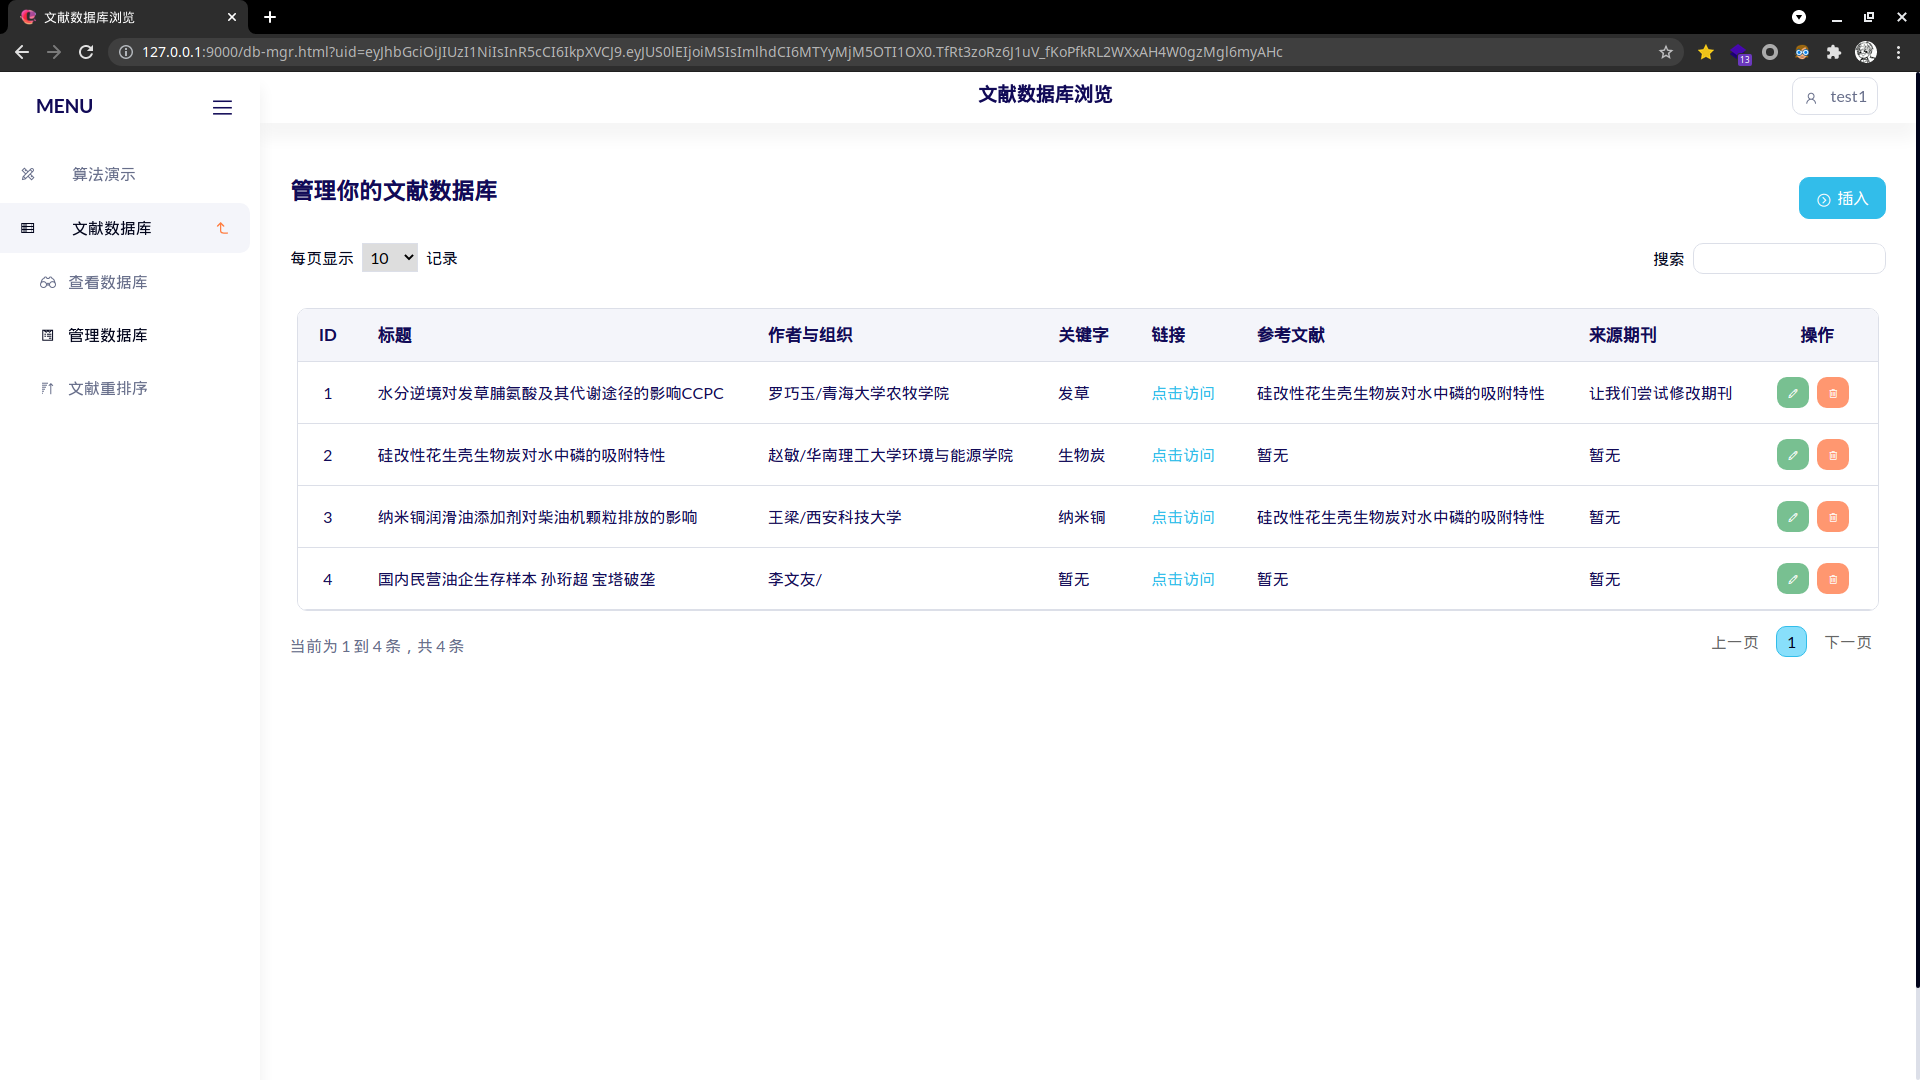 文献数据库浏览
127.0.0.1:9000/db-mgr.html?uid=eyJhbGciOiJIUzI1NiIsInR5cCI6IkpXVCJ9.eyJUS0lEIjoiMSIsImlhdCI6MTYyMjM5OTI1OX0.TfRt3zoRz6J1uV_fKoPfkRL2WXxAH4W0gzMgl6myAHc
13
MENU
文献数据库浏览
test1
算法演示
文献数据库
查看数据库
管理数据库
文献重排序
管理你的文献数据库
插入
每页显示 10 记录
搜索
ID 标题 作者与组织 关键字 链接 参考文献 来源期刊 操作
1 水分逆境对发草脯氨酸及其代谢途径的影响CCPC 罗巧玉/青海大学农牧学院 发草 点击访问 硅改性花生壳生物炭对水中磷的吸附特性 让我们尝试修改期刊
2 硅改性花生壳生物炭对水中磷的吸附特性 赵敏/华南理工大学环境与能源学院 生物炭 点击访问 暂无 暂无
3 纳米铜润滑油添加剂对柴油机颗粒排放的影响 王梁/西安科技大学 纳米铜 点击访问 硅改性花生壳生物炭对水中磷的吸附特性 暂无
4 国内民营油企生存样本 孙珩超 宝塔破垄 李文友/ 暂无 点击访问 暂无 暂无
当前为 1 到 4 条，共 4 条
上一页 1 下一页